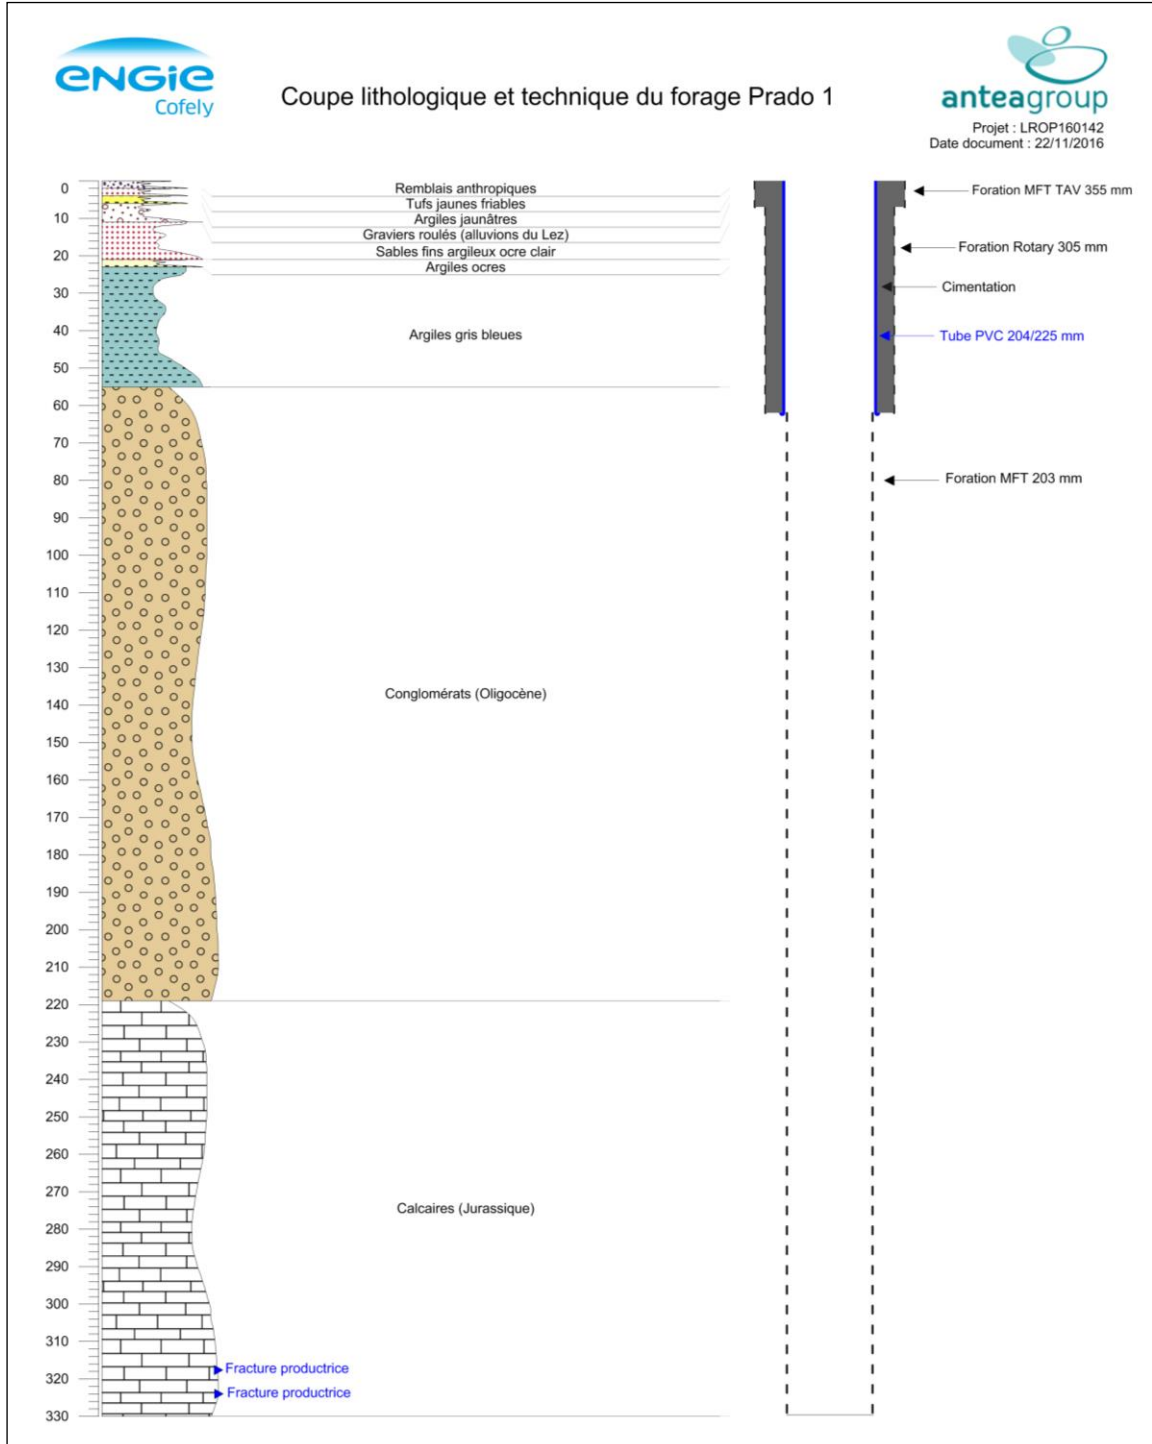 ENGIE
Cofely
Coupe lithologique et technique du forage Prado 1
anteagroup
Projet : LROP160142
Date document : 22/11/2016
0
10
20
30
40
50
60
70
80
90
100
110
120
130
140
150
160
170
180
190
200
210
220
230
240
250
260
270
280
290
300
310
320
330
Remblais anthropiques
Tufs jaunes friables
Argiles jaunâtres
Graviers roulés (alluvions du Lez)
Sables fins argileux ocre clair
Argiles ocres
Argiles gris bleues
Conglomérats (Oligocène)
Calcaires (Jurassique)
Fracture productrice
Fracture productrice
Foration MFT TAV 355 mm
Foration Rotary 305 mm
Cimentation
Tube PVC 204/225 mm
Foration MFT 203 mm